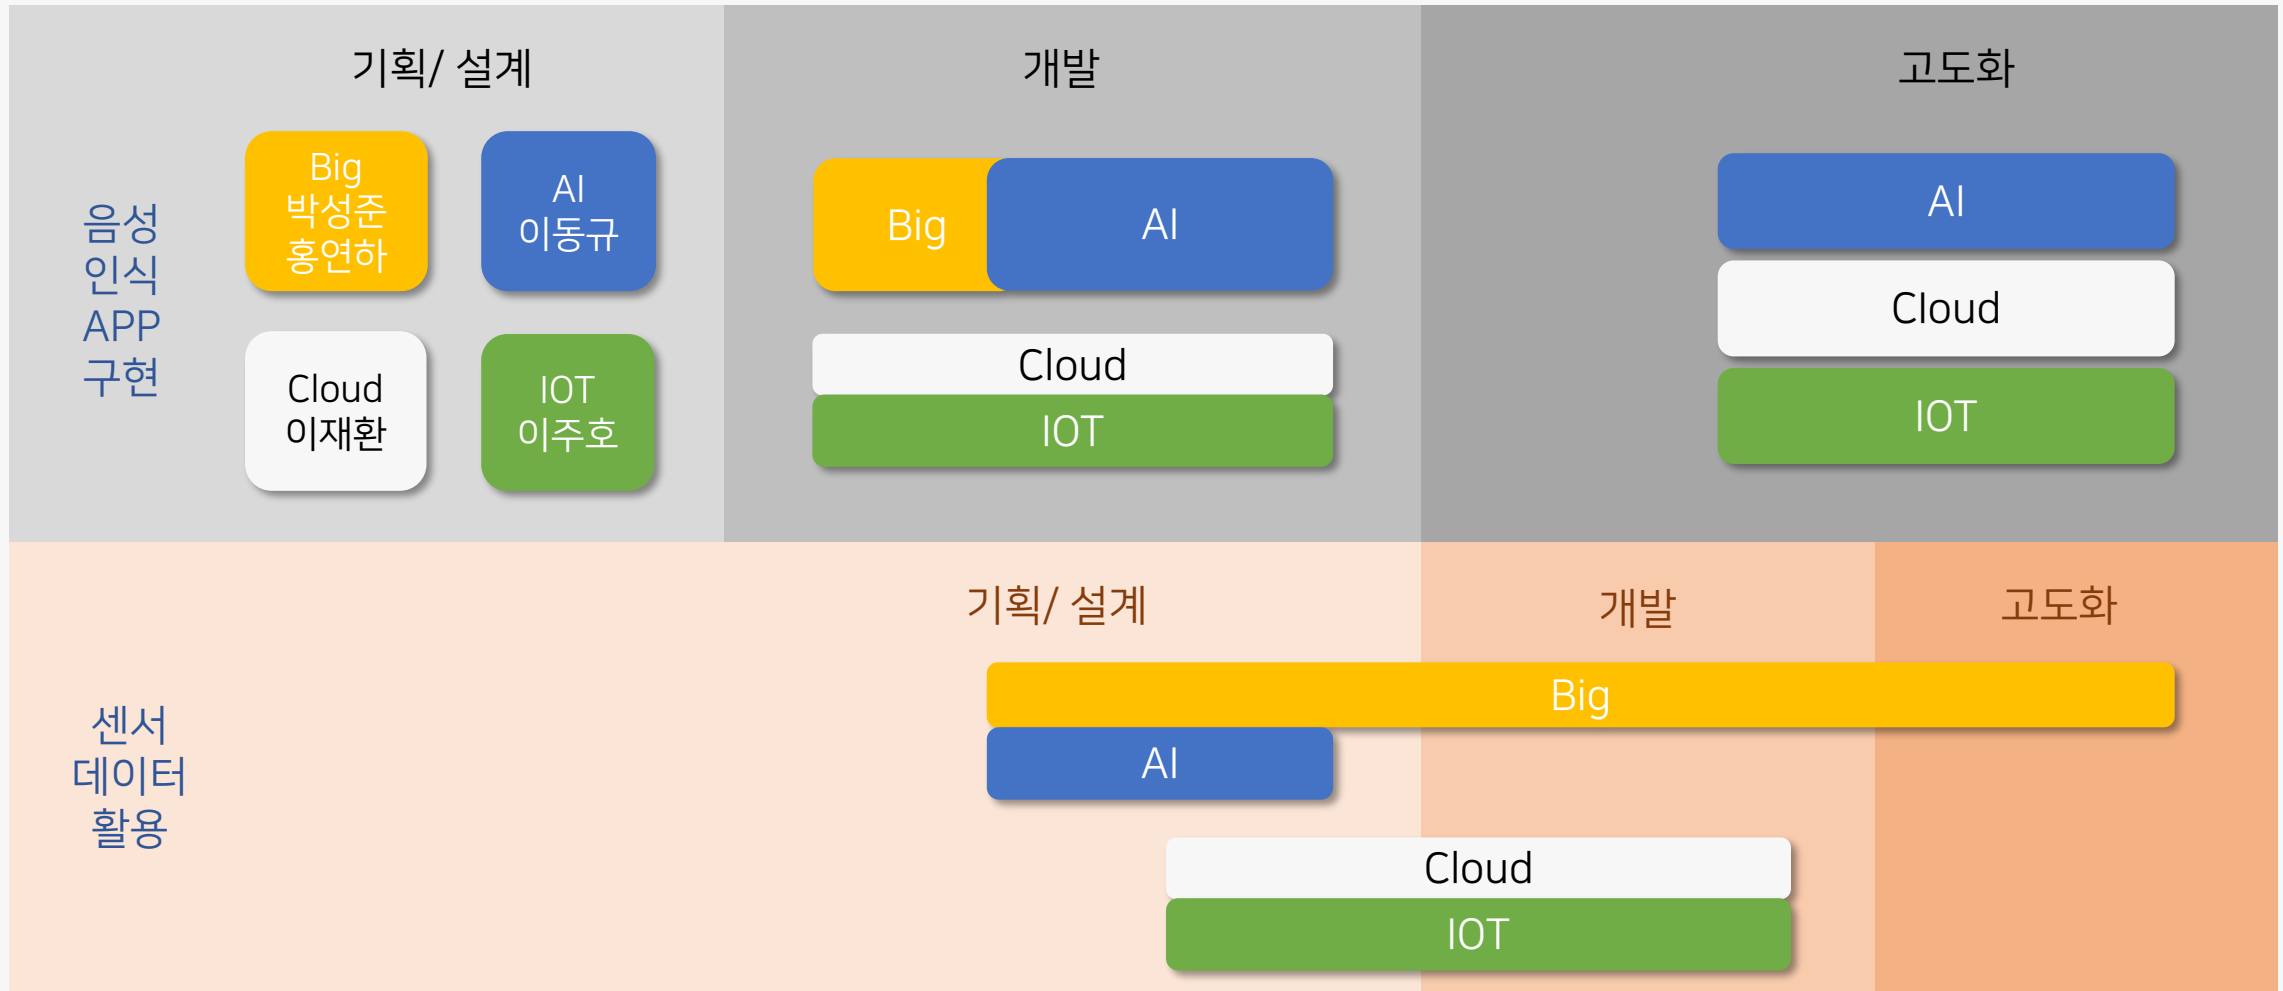 기획/ 설계
개발
고도화
음성
인식
APP
구현
Big
박성준
홍연하
AI
이동규
Cloud
이재환
IOT
이주호
Big
AI
Cloud
IOT
AI
Cloud
IOT
기획/ 설계
개발
고도화
센서
데이터
활용
Big
AI
Cloud
IOT